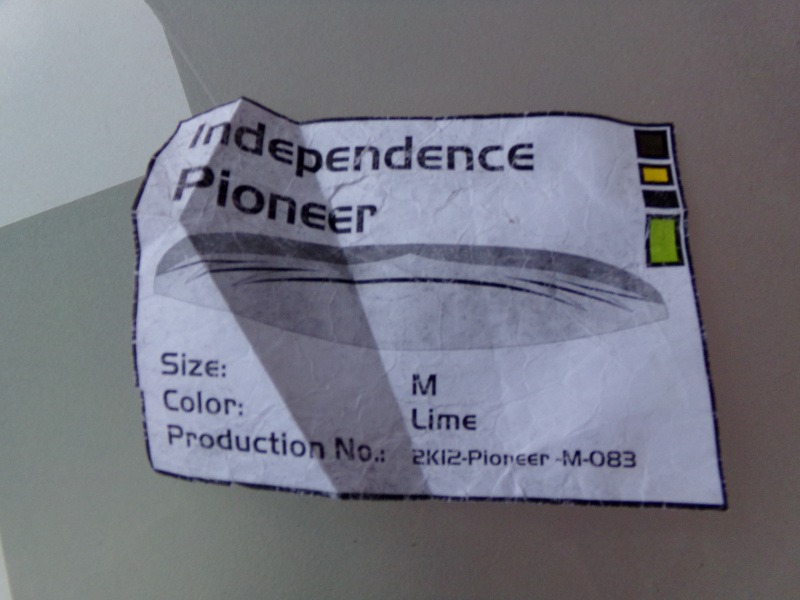 Independence
Pioneer
Size: M
Color: Lime
Production No.: 2K12-Pioneer -M-083